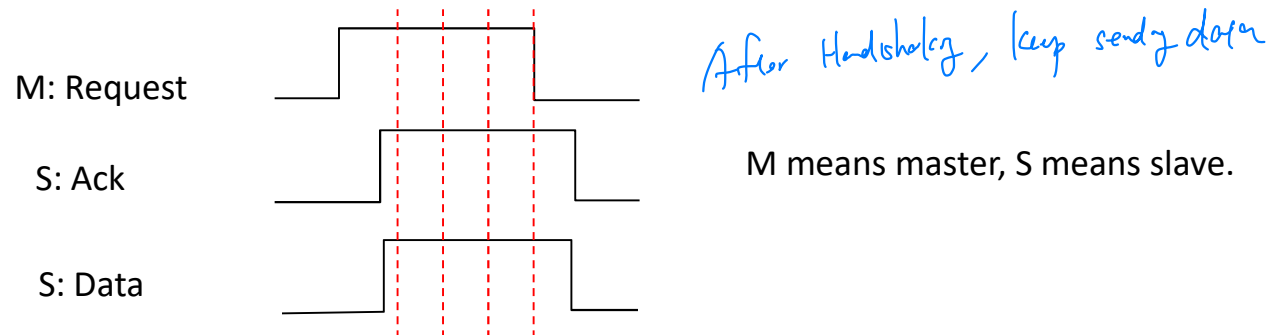 After Handshaking, keep sending data
M: Request
M means master, S means slave.
S: Ack
S: Data